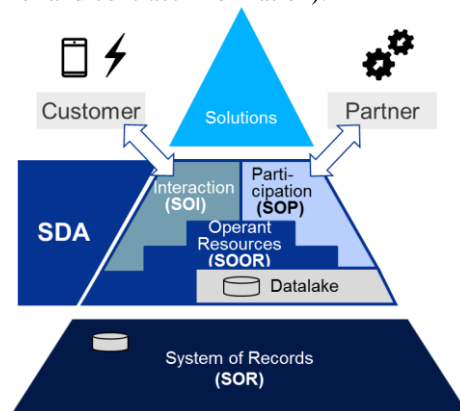 Customer
Partner
Solutions
Interaction
(SOI)
Parti-
cipation
(SOP)
SDA
Operant
Resources
(SOOR)
Datalake
System of Records
(SOR)